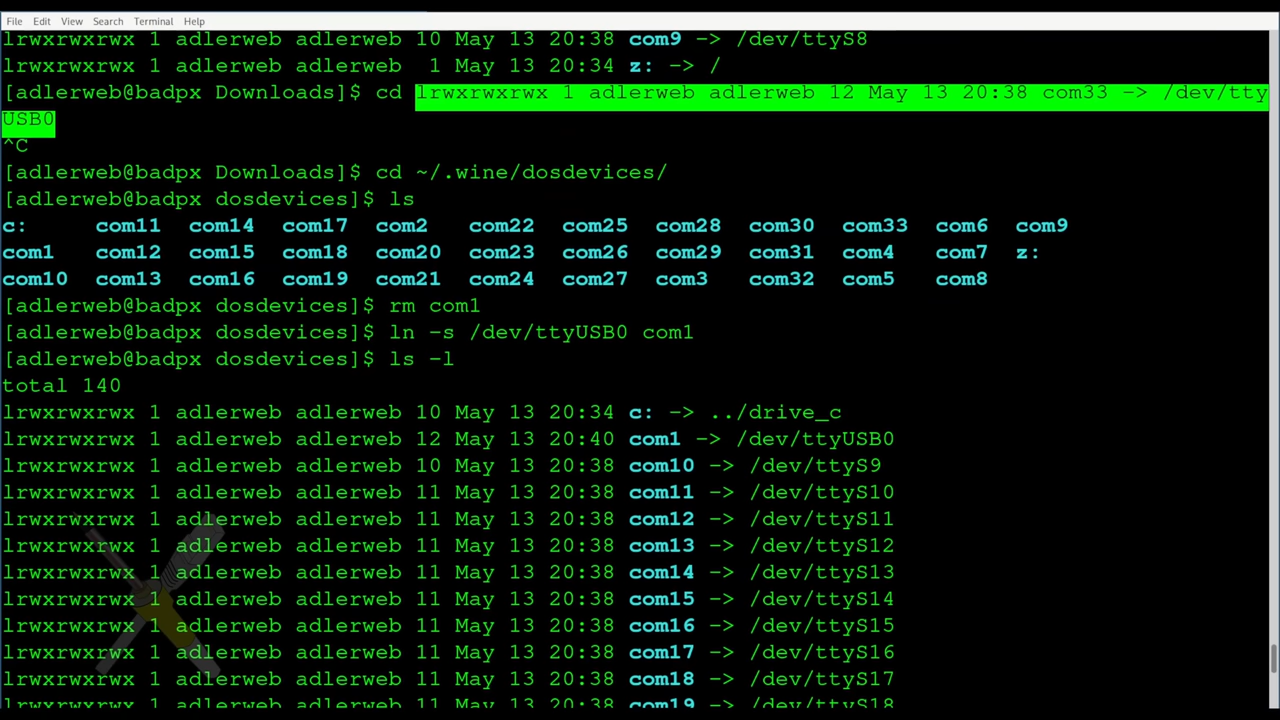 File Edit View Search Terminal Help
lrwxrwxrwx 1 adlerweb adlerweb 10 May 13 20:38 com9 -> /dev/ttyS8
lrwxrwxrwx 1 adlerweb adlerweb  1 May 13 20:34 z: -> /
[adlerweb@badpx Downloads]$ cd lrwxrwxrwx 1 adlerweb adlerweb 12 May 13 20:38 com33 -> /dev/tty
USB0
^C
[adlerweb@badpx Downloads]$ cd ~/.wine/dosdevices/
[adlerweb@badpx dosdevices]$ ls
c:     com11  com14  com17  com2   com22  com25  com28  com30  com33  com6  com9
com1   com12  com15  com18  com20  com23  com26  com29  com31  com4   com7  z:
com10  com13  com16  com19  com21  com24  com27  com3   com32  com5   com8
[adlerweb@badpx dosdevices]$ rm com1
[adlerweb@badpx dosdevices]$ ln -s /dev/ttyUSB0 com1
[adlerweb@badpx dosdevices]$ ls -l
total 140
lrwxrwxrwx 1 adlerweb adlerweb 10 May 13 20:34 c: -> ../drive_c
lrwxrwxrwx 1 adlerweb adlerweb 12 May 13 20:40 com1 -> /dev/ttyUSB0
lrwxrwxrwx 1 adlerweb adlerweb 10 May 13 20:38 com10 -> /dev/ttyS9
lrwxrwxrwx 1 adlerweb adlerweb 11 May 13 20:38 com11 -> /dev/ttyS10
lrwxrwxrwx 1 adlerweb adlerweb 11 May 13 20:38 com12 -> /dev/ttyS11
lrwxrwxrwx 1 adlerweb adlerweb 11 May 13 20:38 com13 -> /dev/ttyS12
lrwxrwxrwx 1 adlerweb adlerweb 11 May 13 20:38 com14 -> /dev/ttyS13
lrwxrwxrwx 1 adlerweb adlerweb 11 May 13 20:38 com15 -> /dev/ttyS14
lrwxrwxrwx 1 adlerweb adlerweb 11 May 13 20:38 com16 -> /dev/ttyS15
lrwxrwxrwx 1 adlerweb adlerweb 11 May 13 20:38 com17 -> /dev/ttyS16
lrwxrwxrwx 1 adlerweb adlerweb 11 May 13 20:38 com18 -> /dev/ttyS17
lrwxrwxrwx 1 adlerweb adlerweb 11 May 13 20:38 com19 -> /dev/ttyS18